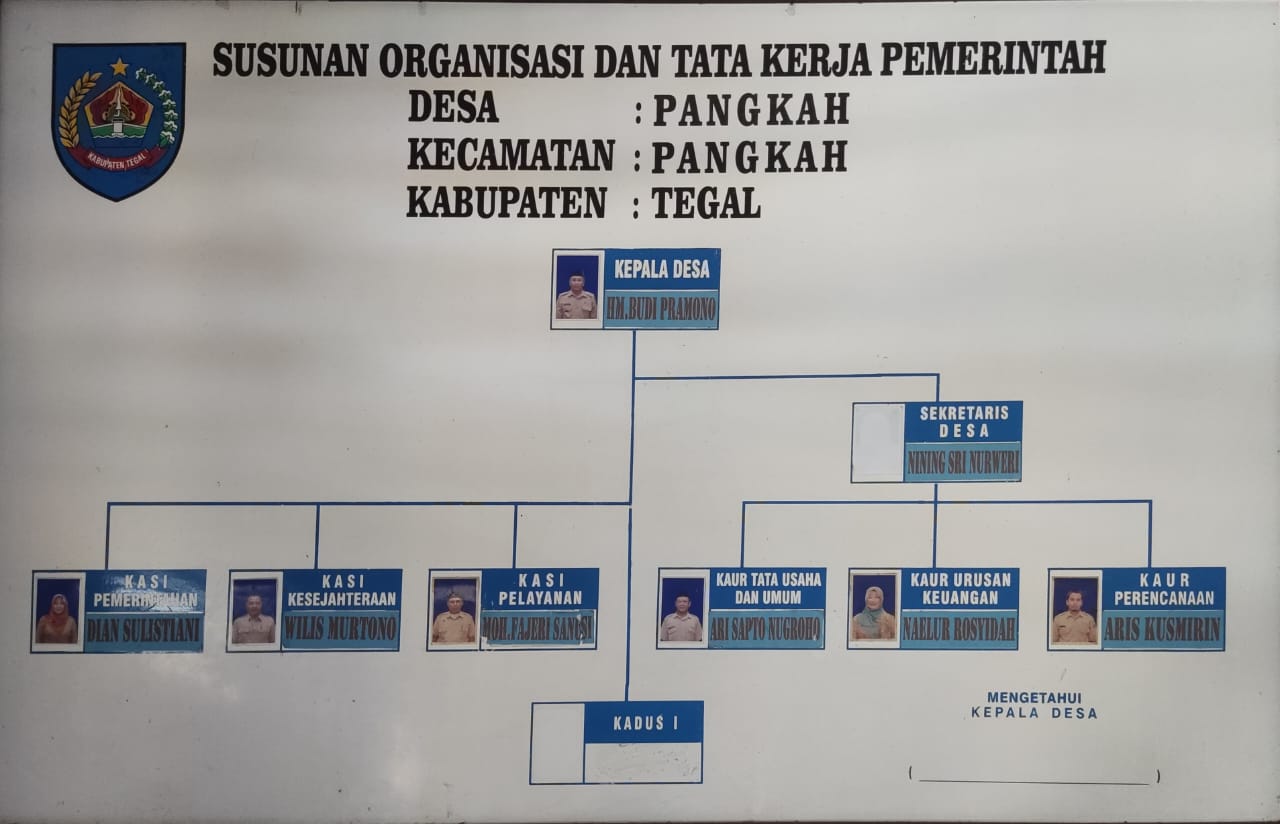 SUSUNAN ORGANISASI DAN TATA KERJA PEMERINTAH
DESA : PANGKAH
KECAMATAN : PANGKAH
KABUPATEN : TEGAL
KABUPATEN TEGAL
KEPALA DESA
HM.BUDI PRAMONO
SEKRETARIS
DESA
NINING SRI NURWERI
KASI
PEMERINTAHAN
DIAN SULISTIANI
KASI
KESEJAHTERAAN
WILIS MURTONO
KASI
PELAYANAN
MOH.FAJERI SANUSI
KAUR TATA USAHA
DAN UMUM
ARI SAPTO NUGROHO
KAUR URUSAN
KEUANGAN
NAELUR ROSYIDAH
KAUR
PERENCANAAN
ARIS KUSMIRIN
KADUS I
MENGETAHUI
KEPALA DESA
(                    )